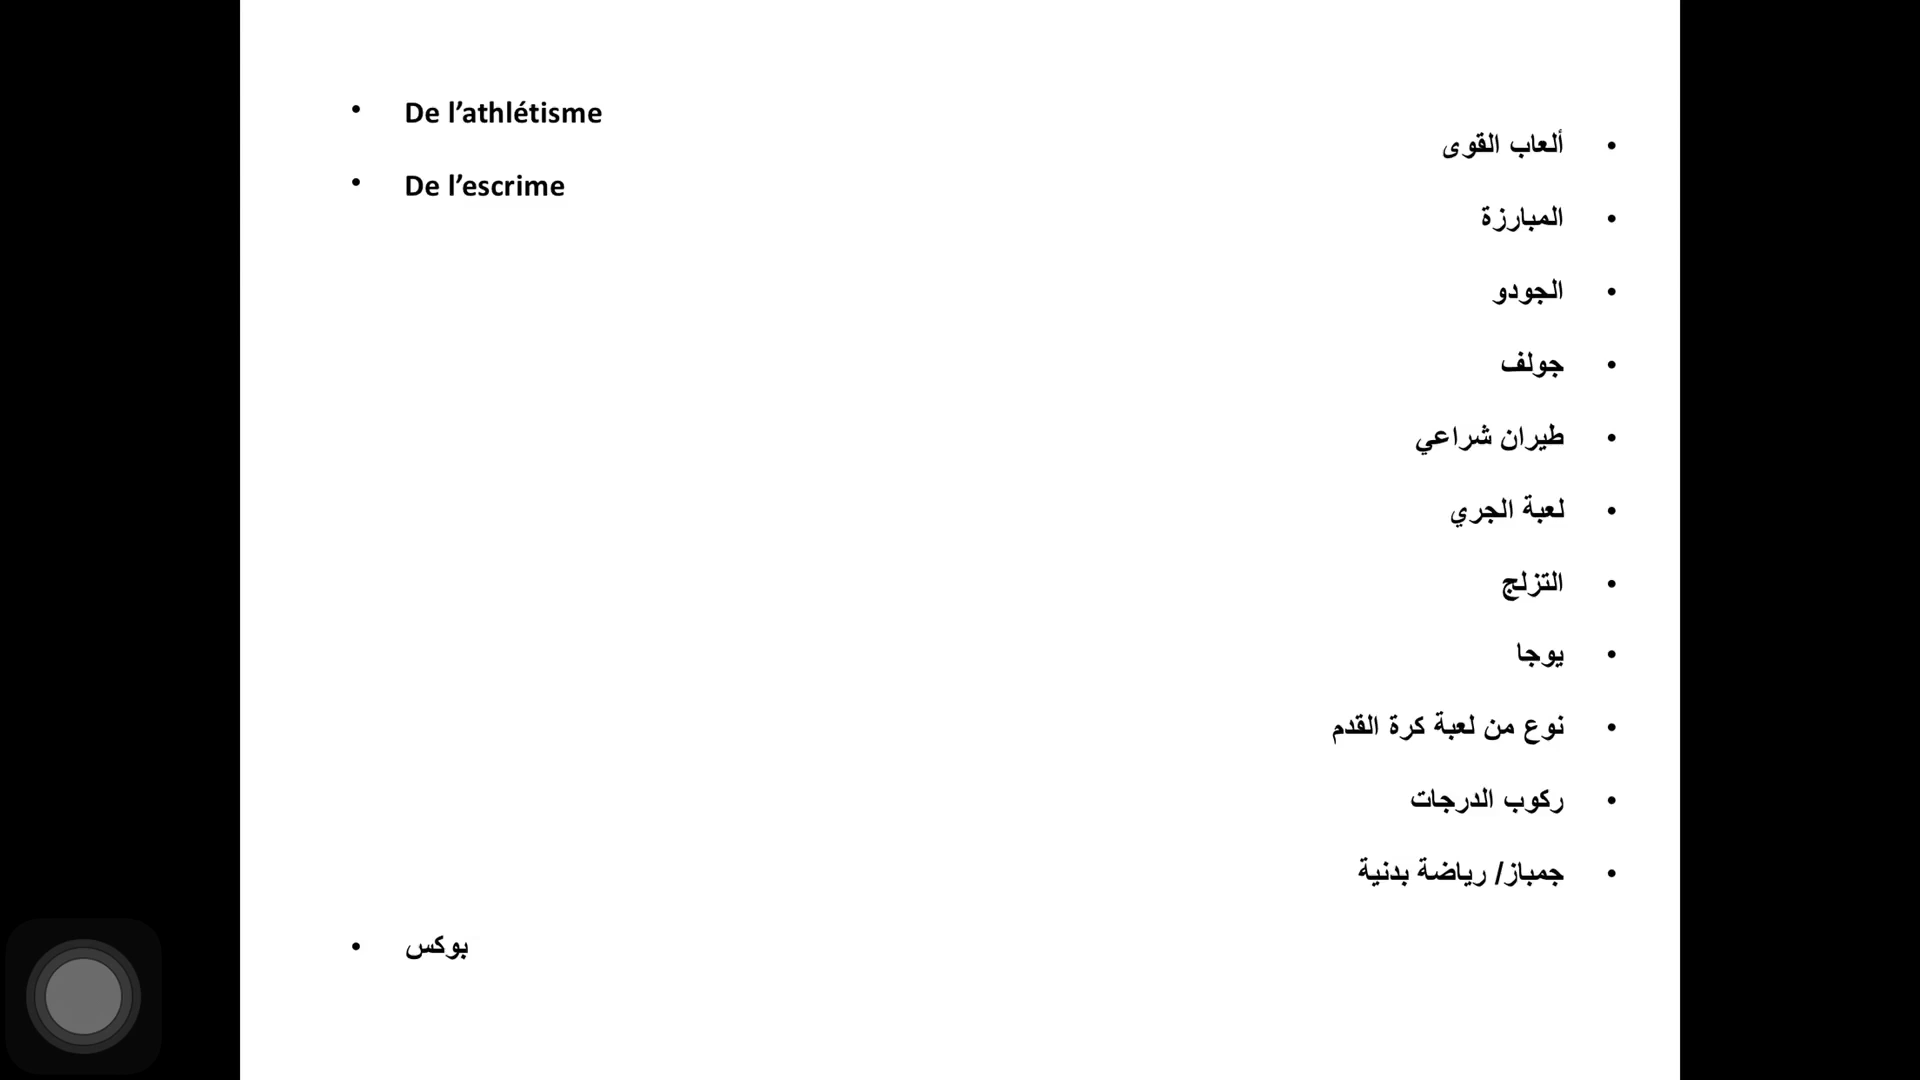 De l’athlétisme
De l’escrime
ألعاب القوى
المبارزة
الجودو
جولف
طيران شراعي
لعبة الجري
التزلج
يوجا
نوع من لعبة كرة القدم
ركوب الدرجات
جمباز/ رياضة بدنية
بوكس